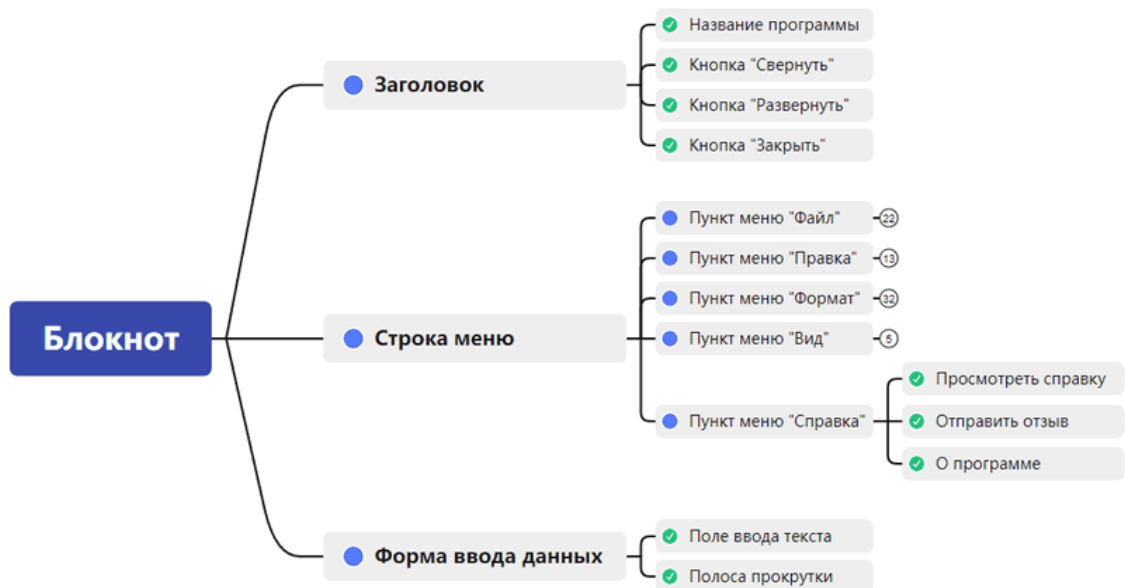 Название программы
Заголовок
Кнопка "Свернуть"
Кнопка "Развернуть"
Кнопка "Закрыть"
Блокнот
Строка меню
Пункт меню "Файл" 22
Пункт меню "Правка" 13
Пункт меню "Формат" 32
Пункт меню "Вид" 5
Пункт меню "Справка"
Просмотреть справку
Отправить отзыв
О программе
Форма ввода данных
Поле ввода текста
Полоса прокрутки